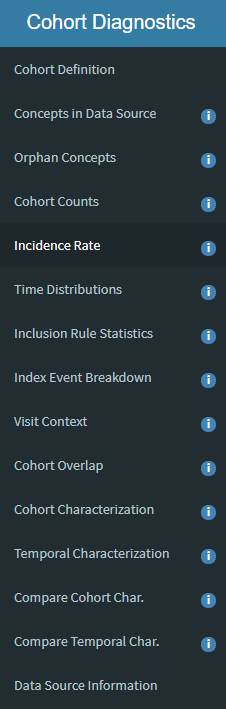 Cohort Diagnostics
Cohort Definition
Concepts in Data Source
Orphan Concepts
Cohort Counts
Incidence Rate
Time Distributions
Inclusion Rule Statistics
Index Event Breakdown
Visit Context
Cohort Overlap
Cohort Characterization
Temporal Characterization
Compare Cohort Char.
Compare Temporal Char.
Data Source Information